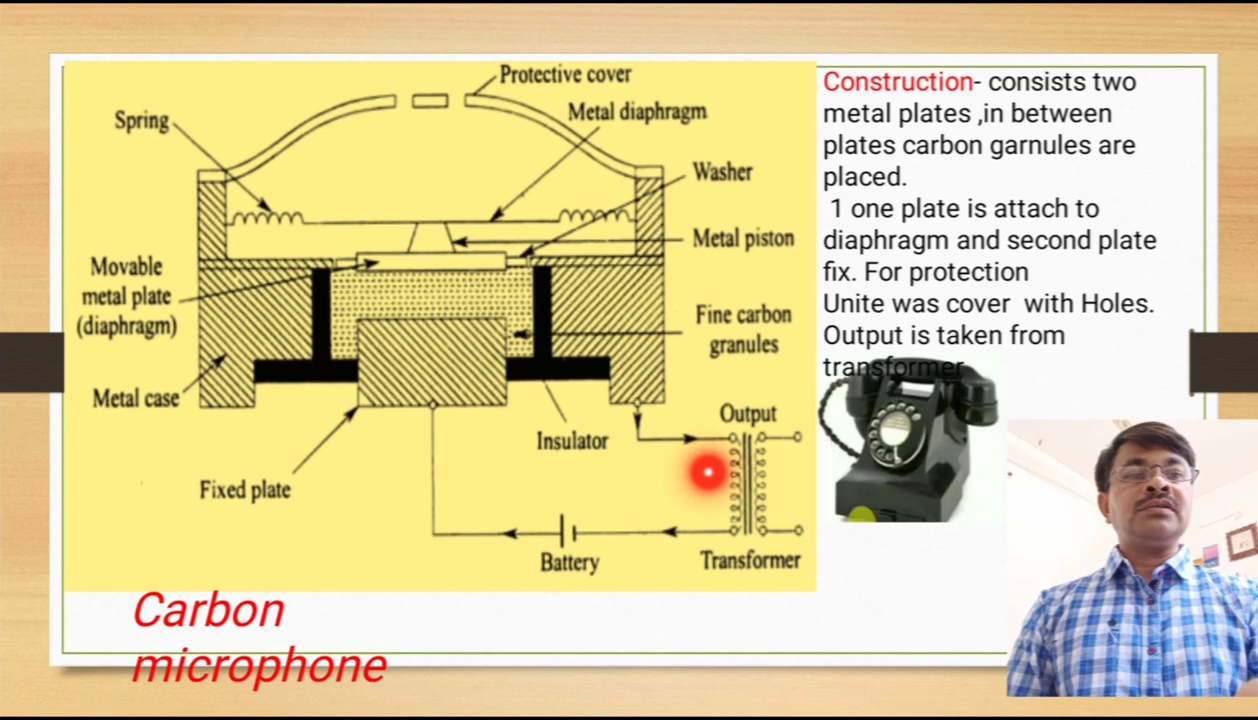 Protective cover
Spring
Metal diaphragm
Washer
Metal piston
Movable
metal plate
(diaphragm)
Fine carbon
granules
Metal case
Output
Insulator
Fixed plate
Battery
Transformer
Carbon
microphone
Construction- consists two
metal plates ,in between
plates carbon garnules are
placed.
1 one plate is attach to
diaphragm and second plate
fix. For protection
Unite was cover with Holes.
Output is taken from
transformer